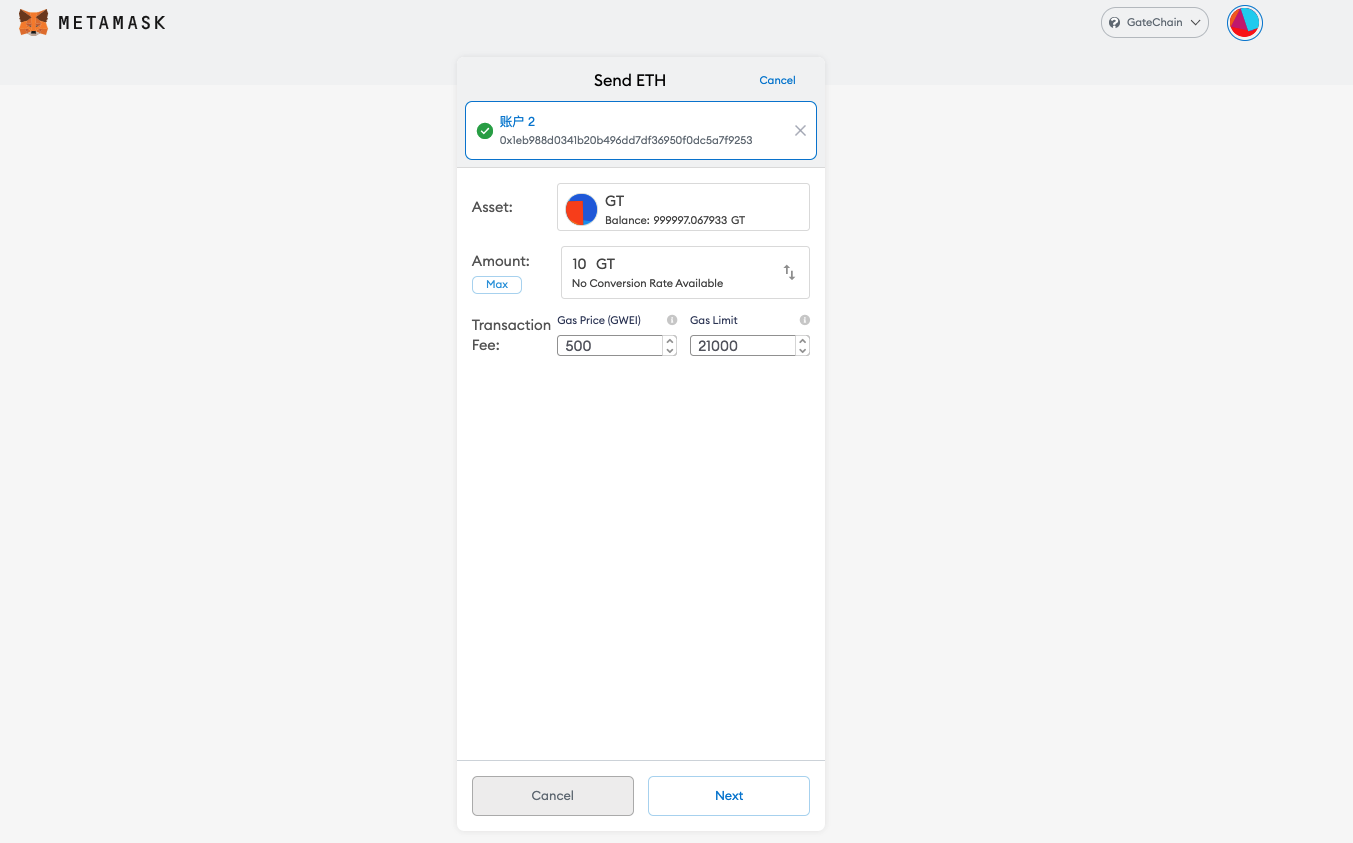 METAMASK
GateChain
Send ETH
Cancel
账户 2
0x1eb988d0341b20b496dd7df36950f0dc5a7f9253
Asset:
GT
Balance: 999997.067933 GT
Amount:
Max
10 GT
No Conversion Rate Available
Transaction
Fee:
Gas Price (GWEI)
Gas Limit
500
21000
Cancel
Next